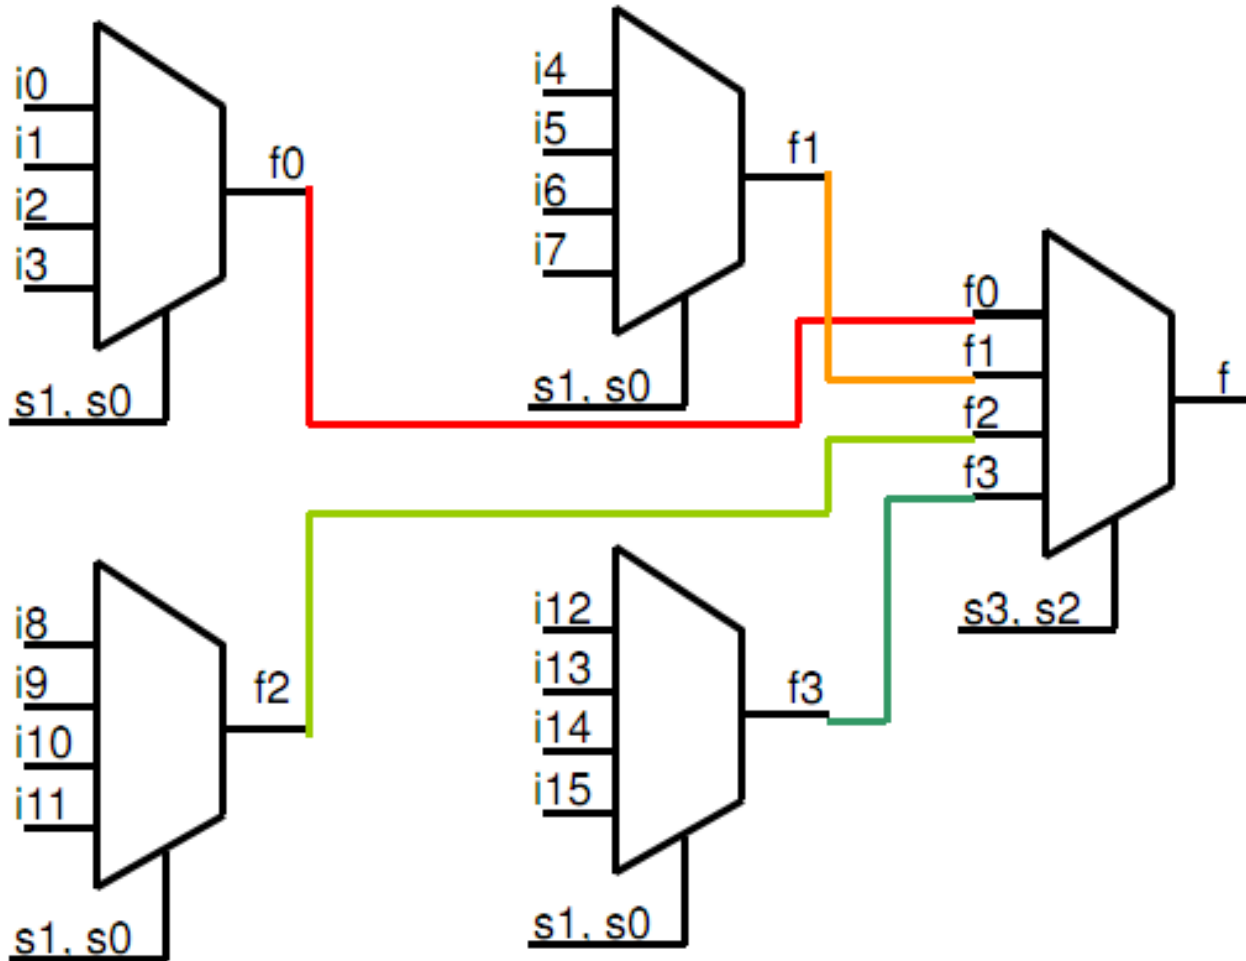 i0
i1
i2
i3
f0
s1, s0
i4
i5
i6
i7
f1
s1, s0
f0
f1
f2
f3
f
s3, s2
i8
i9
i10
i11
f2
s1, s0
i12
i13
i14
i15
f3
s1, s0